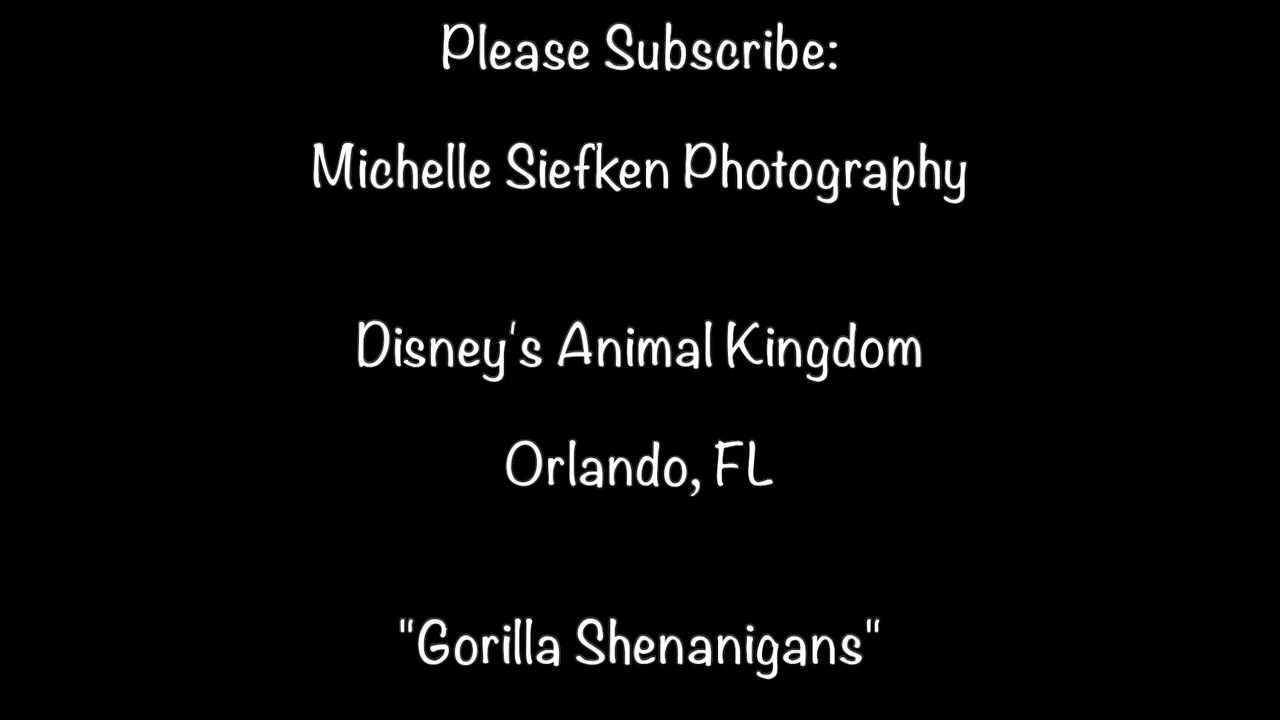 Please Subscribe:
Michelle Siefken Photography
Disney's Animal Kingdom
Orlando, FL
"Gorilla Shenanigans"